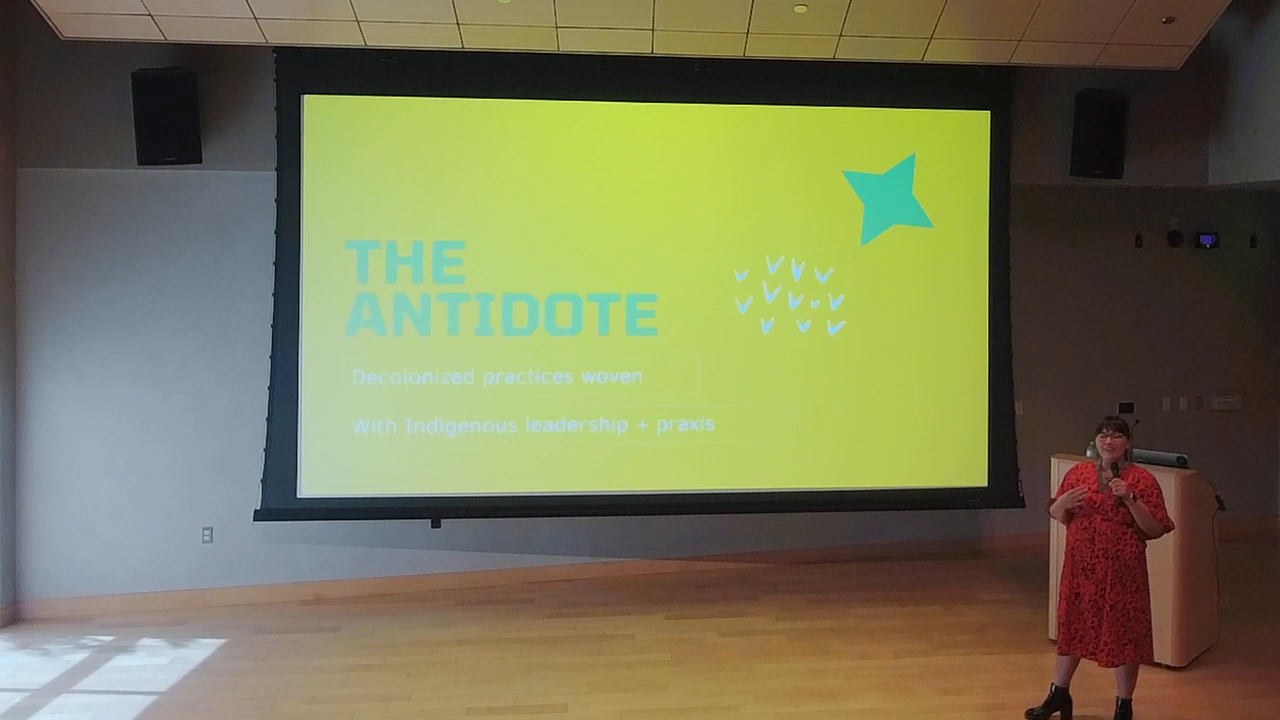 THE
ANTIDOTE
Decolonized practices woven
With Indigenous leadership + praxis